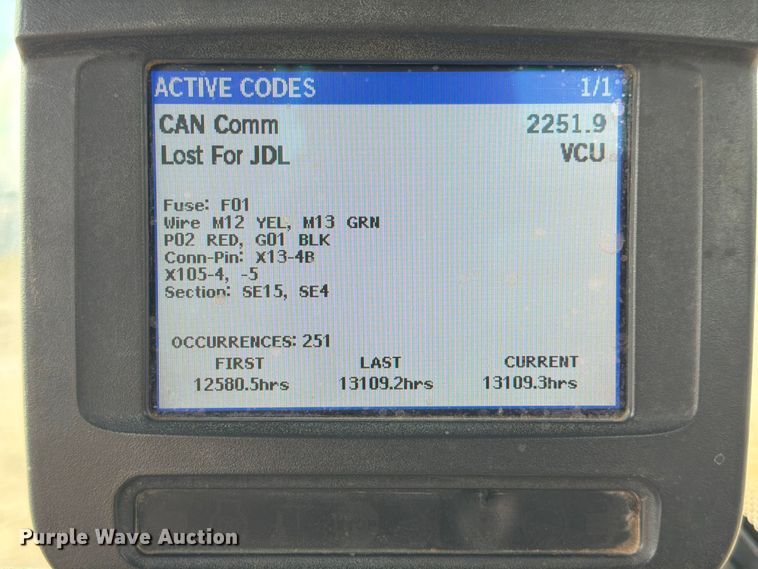 ACTIVE CODES 1/1
CAN Comm 2251.9
Lost For JDL VCU
Fuse: F01
Wire M12 YEL, M13 GRN
P02 RED, G01 BLK
Conn-Pin: X13-4B
X105-4, -5
Section: SE15, SE4
OCCURRENCES: 251
FIRST LAST CURRENT
12580.5hrs 13109.2hrs 13109.3hrs
Purple Wave Auction